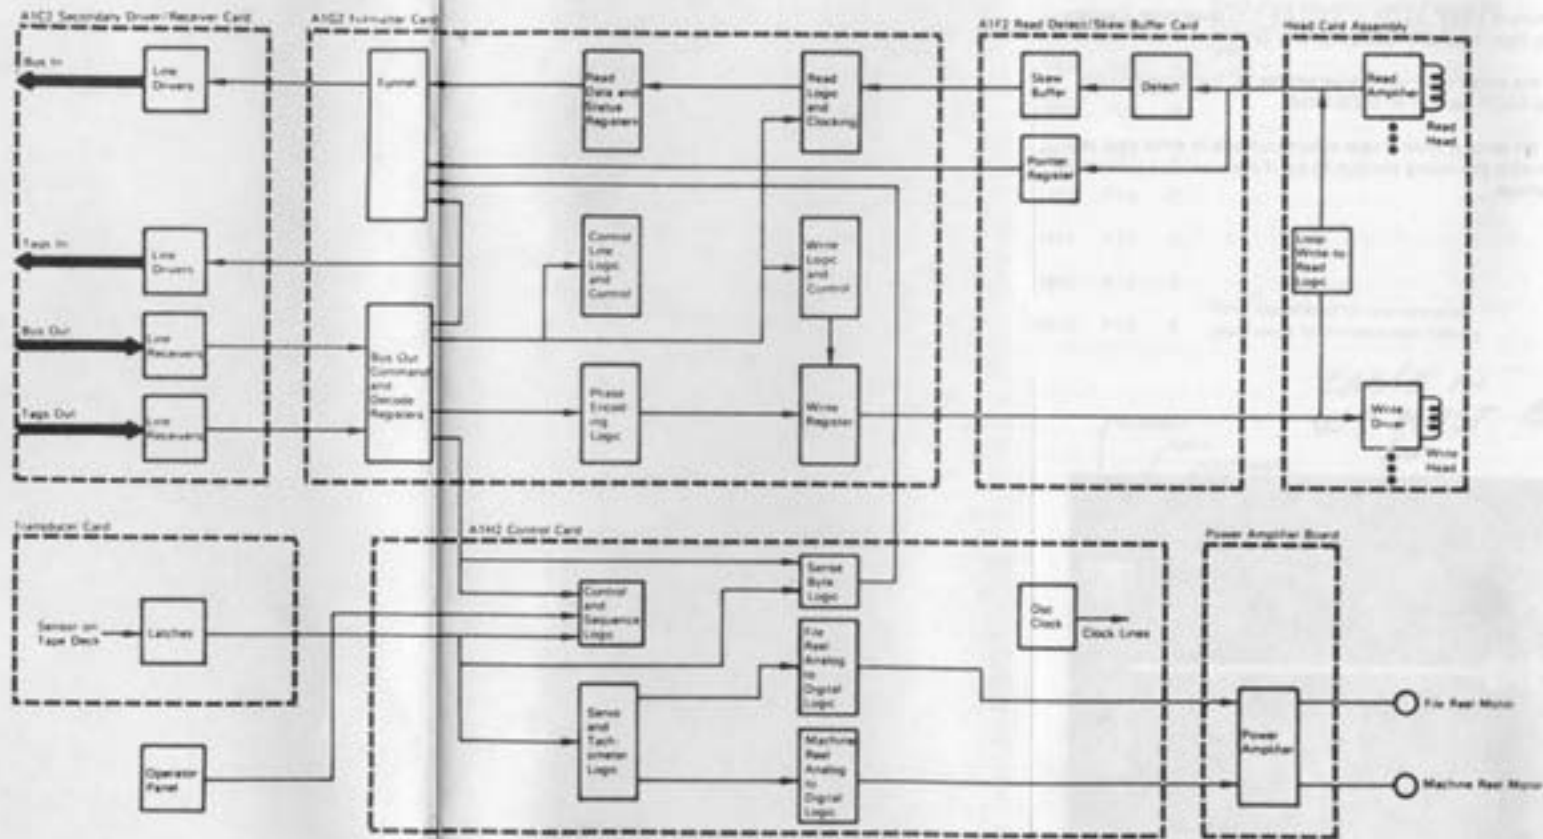 A1C2 Secondary Driver/Receiver Card
A1G2 Formatter Card
A1F2 Read Detect/Skew Buffer Card
Head Card Assembly
Bus In
Line
Drivers
Funnel
Read
Data and
Status
Registers
Read
Logic
and
Clocking
Skew
Buffer
Detect
Read
Amplifier
Read
Head
Pointer
Register
Tags In
Line
Drivers
Control
Line
Logic
and
Control
Write
Logic
and
Control
Loop
Write-to
Read
Logic
Bus Out
Line
Receivers
Bus Out
Command
and
Decode
Registers
Tags Out
Line
Receivers
Phase
Encod
ing
Logic
Write
Register
Write
Driver
Write
Head
Transducer Card
A1H2 Control Card
Power Amplifier Board
Sensor on
Tape Deck
Latches
Control
and
Sequence
Logic
Sense
Byte
Logic
Osc
Clock
Clock Lines
File
Reel
Analog
to
Digital
Logic
Servo
and
Tach
ometer
Logic
Machine
Reel
Analog
to
Digital
Logic
Power
Amplifier
File Reel Motor
Machine Reel Motor
Operator
Panel